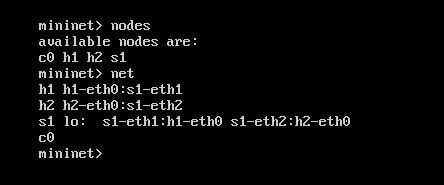 mininet> nodes
available nodes are:
c0 h1 h2 s1
mininet> net
h1 h1-eth0:s1-eth1
h2 h2-eth0:s1-eth2
s1 lo:  s1-eth1:h1-eth0 s1-eth2:h2-eth0
c0
mininet>